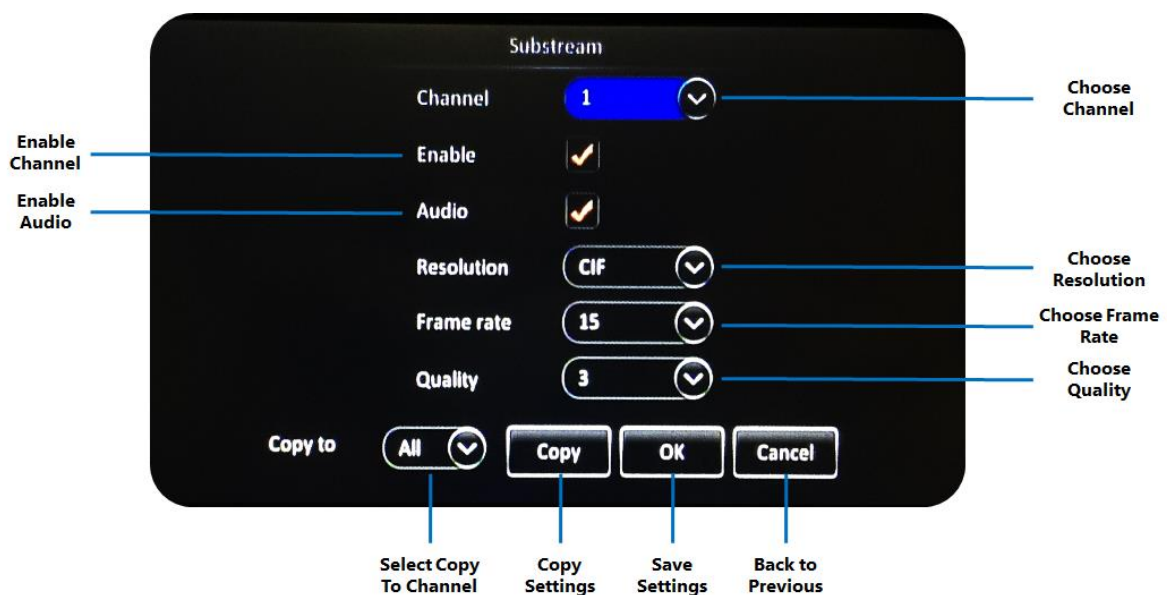 Substream
Channel 1
Choose
Channel
Enable
Channel
Enable
Enable
Audio
Audio
Resolution CIF
Choose
Resolution
Frame rate 15
Choose Frame
Rate
Quality 3
Choose
Quality
Copy to All Copy OK Cancel
Select Copy
To Channel
Copy
Settings
Save
Settings
Back to
Previous